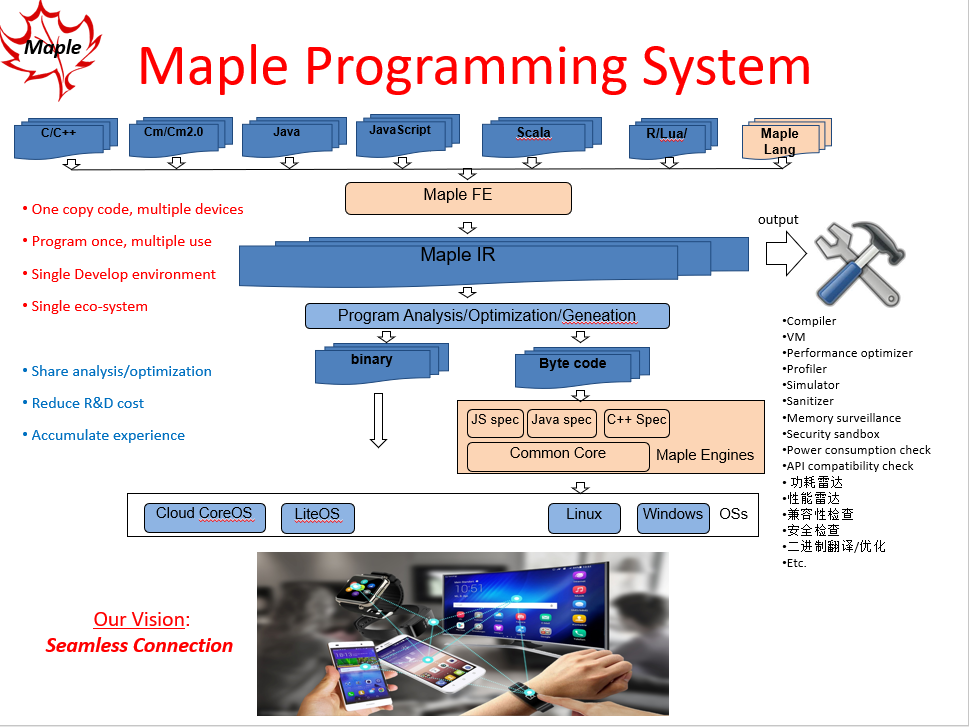 Maple
Maple Programming System
C/C++
Cm/Cm2.0
Java
JavaScript
Scala
R/Lua/
Maple
Lang
Maple FE
• One copy code, multiple devices
• Program once, multiple use
• Single Develop environment
• Single eco-system
Maple IR
output
Program Analysis/Optimization/Geneation
binary
Byte code
• Share analysis/optimization
• Reduce R&D cost
• Accumulate experience
JS spec
Java spec
C++ Spec
Common Core
Maple Engines
Cloud CoreOS
LiteOS
Linux
Windows
OSs
•Compiler
•VM
•Performance optimizer
•Profiler
•Simulator
•Sanitizer
•Memory surveillance
•Security sandbox
•Power consumption check
•API compatibility check
• 功耗雷达
•性能雷达
•兼容性检查
•安全检查
•二进制翻译/优化
•Etc.
Our Vision:
Seamless Connection
10:51